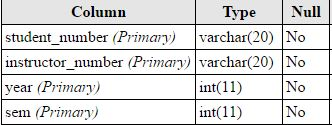 Column Type Null
student_number (Primary) varchar(20) No
instructor_number (Primary) varchar(20) No
year (Primary) int(11) No
sem (Primary) int(11) No